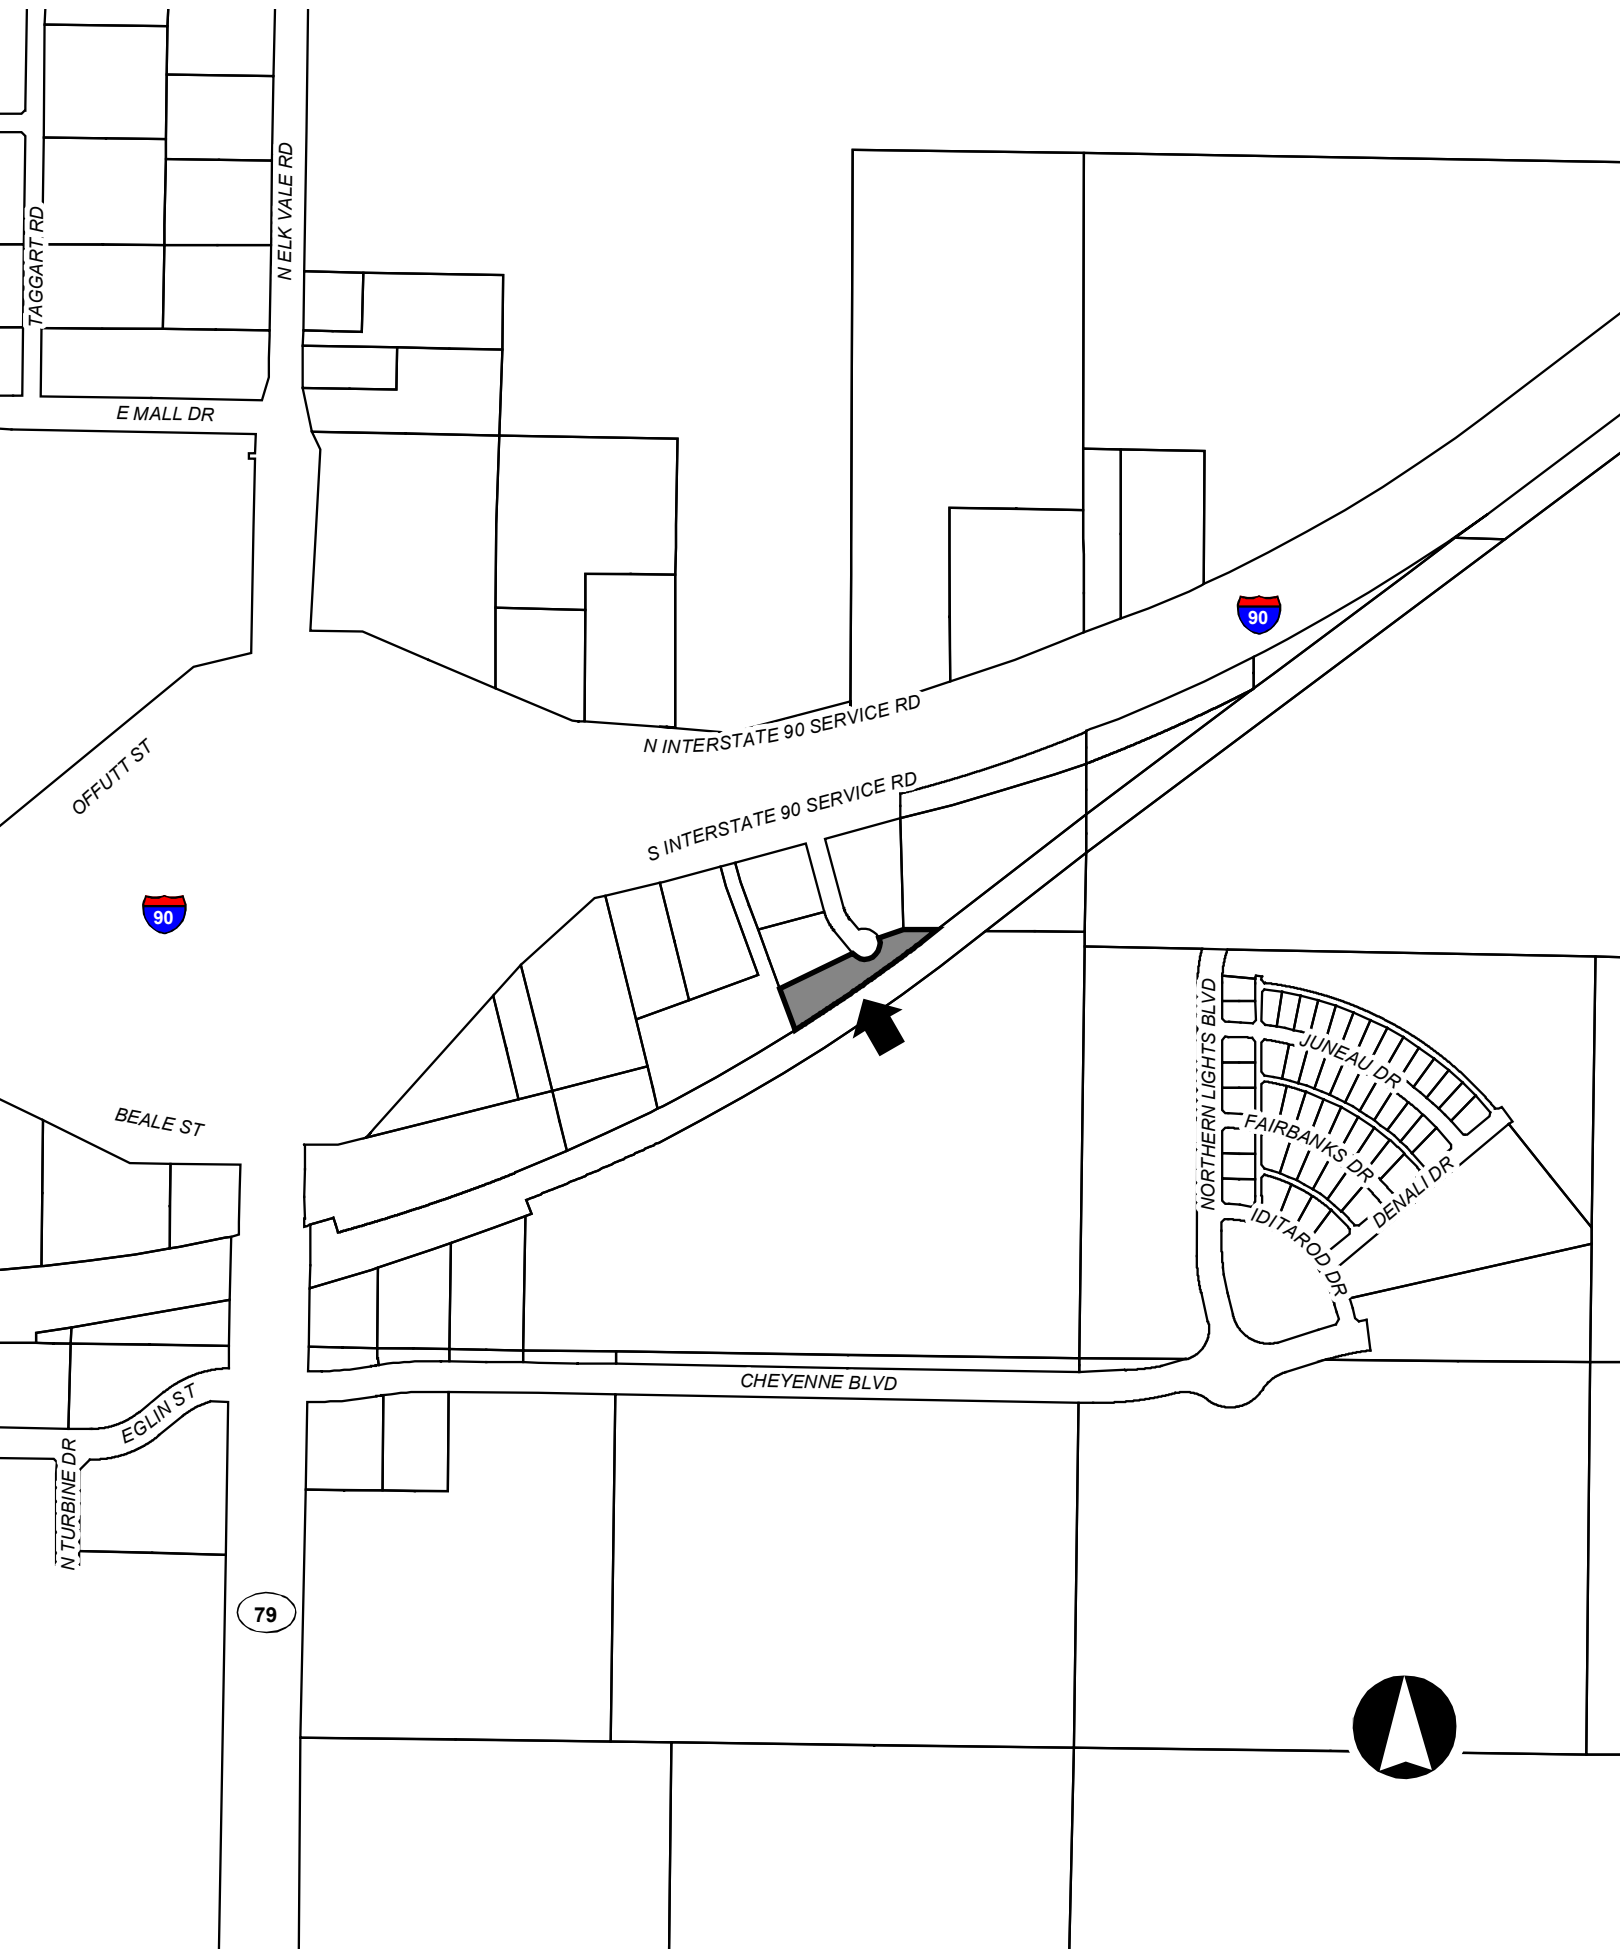 N ELK VALE RD
TAGGART RD
E MALL DR
90
N INTERSTATE 90 SERVICE RD
OFFUTT ST
S INTERSTATE 90 SERVICE RD
90
NORTHERN LIGHTS BLVD
JUNEAU DR
FAIRBANKS DR
DENALI DR
IDITAROD DR
BEALE ST
CHEYENNE BLVD
EGLIN ST
N TURBINE DR
79